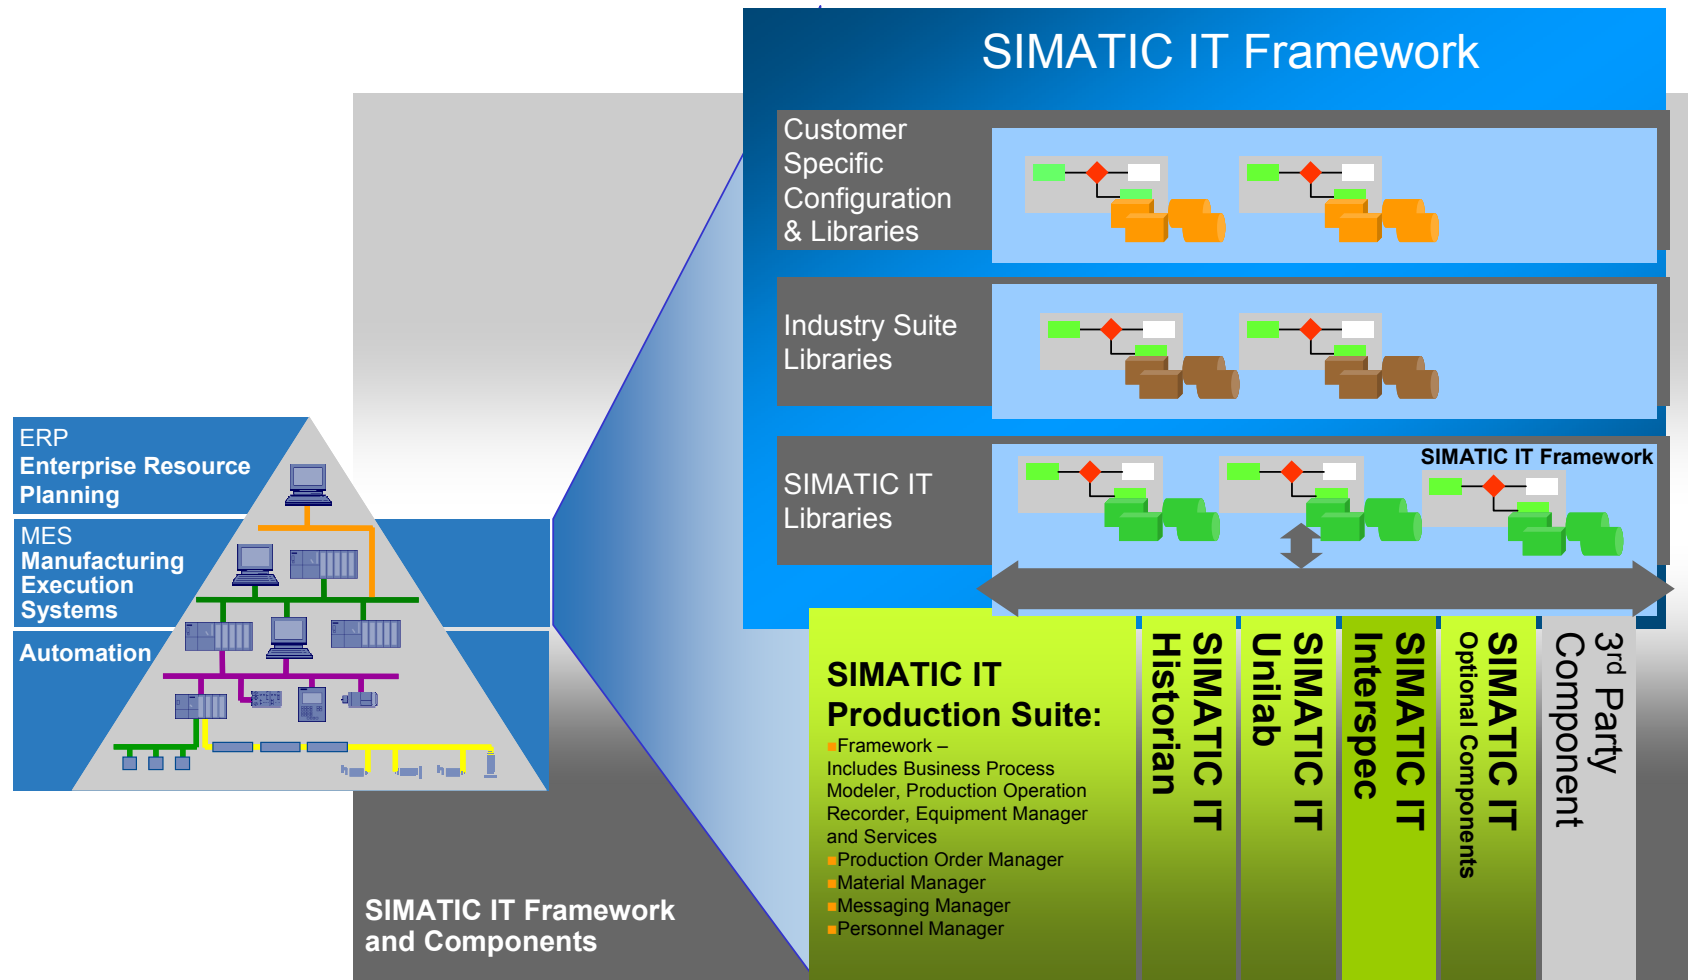 SIMATIC IT Framework
Customer
Specific
Configuration
& Libraries
Industry Suite
Libraries
SIMATIC IT
Libraries
SIMATIC IT Framework
ERP
Enterprise Resource
Planning
MES
Manufacturing
Execution
Systems
Automation
SIMATIC IT Framework
and Components
SIMATIC IT
Production Suite:
■Framework –
Includes Business Process
Modeler, Production Operation
Recorder, Equipment Manager
and Services
■Production Order Manager
■Material Manager
■Messaging Manager
■Personnel Manager
SIMATIC IT
Historian
SIMATIC IT
Unilab
SIMATIC IT
Interspec
SIMATIC IT
Optional Components
3rd Party
Component